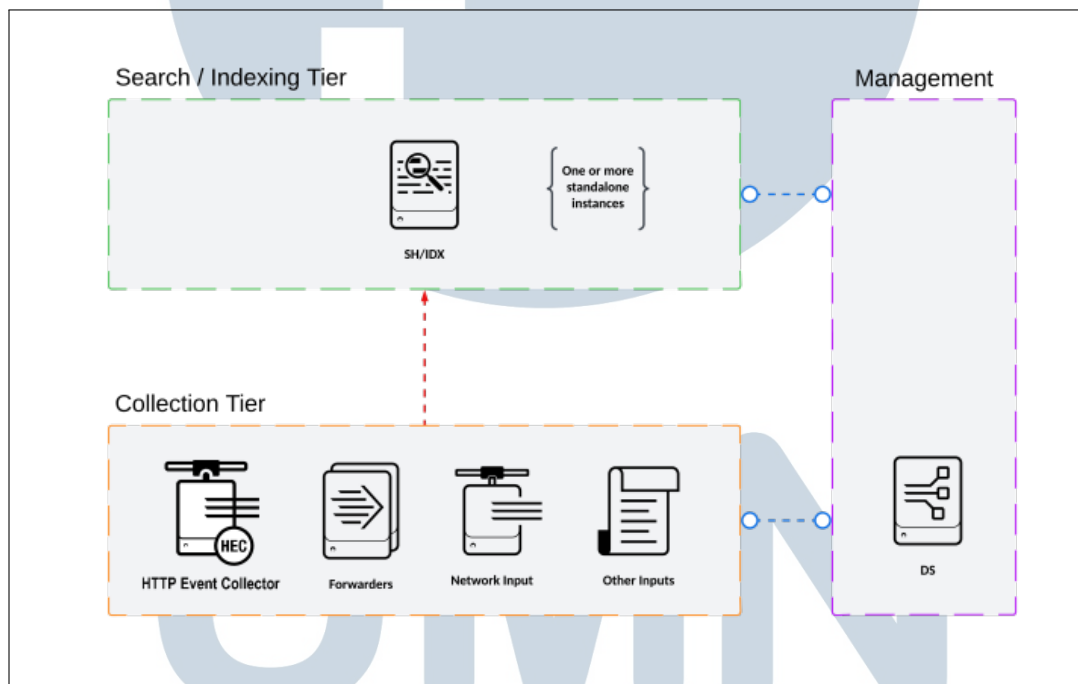 Search / Indexing Tier
Management
One or more
standalone
instances
SH/IDX
Collection Tier
HEC
HTTP Event Collector
Forwarders
Network Input
Other Inputs
DS
UMN